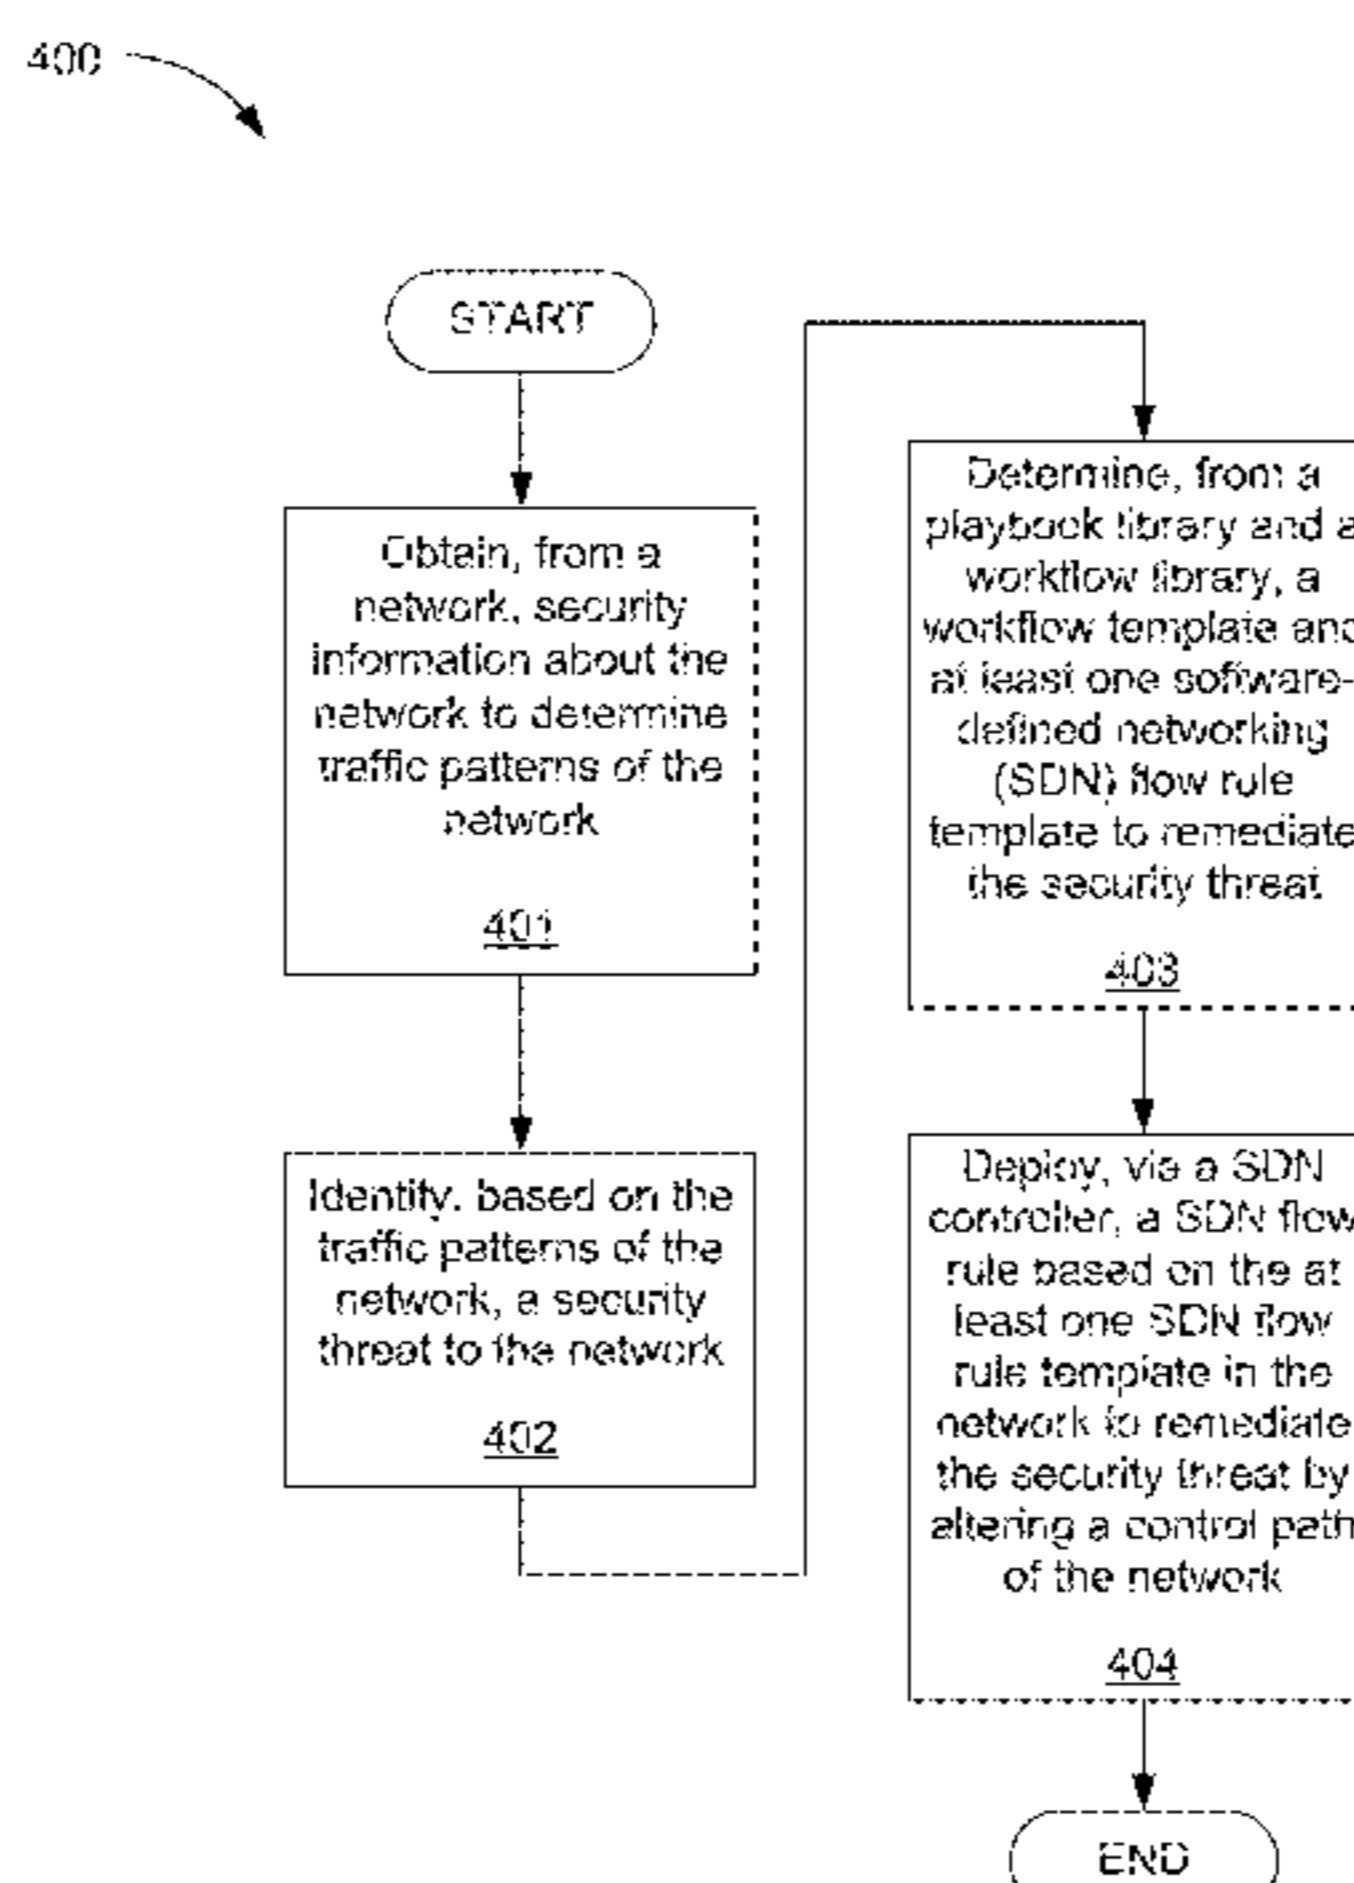 400
START
Obtain, from a
network, security
information about the
network to determine
traffic patterns of the
network
401
Identify, based on the
traffic patterns of the
network, a security
threat to the network
402
Determine, from a
playbook library and a
workflow library, a
workflow template and
at least one software-
defined networking
(SDN) flow rule
template to remediate
the security threat
403
Deploy, via a SDN
controller, a SDN flow
rule based on the at
least one SDN flow
rule template in the
network to remediate
the security threat by
altering a control path
of the network
404
END